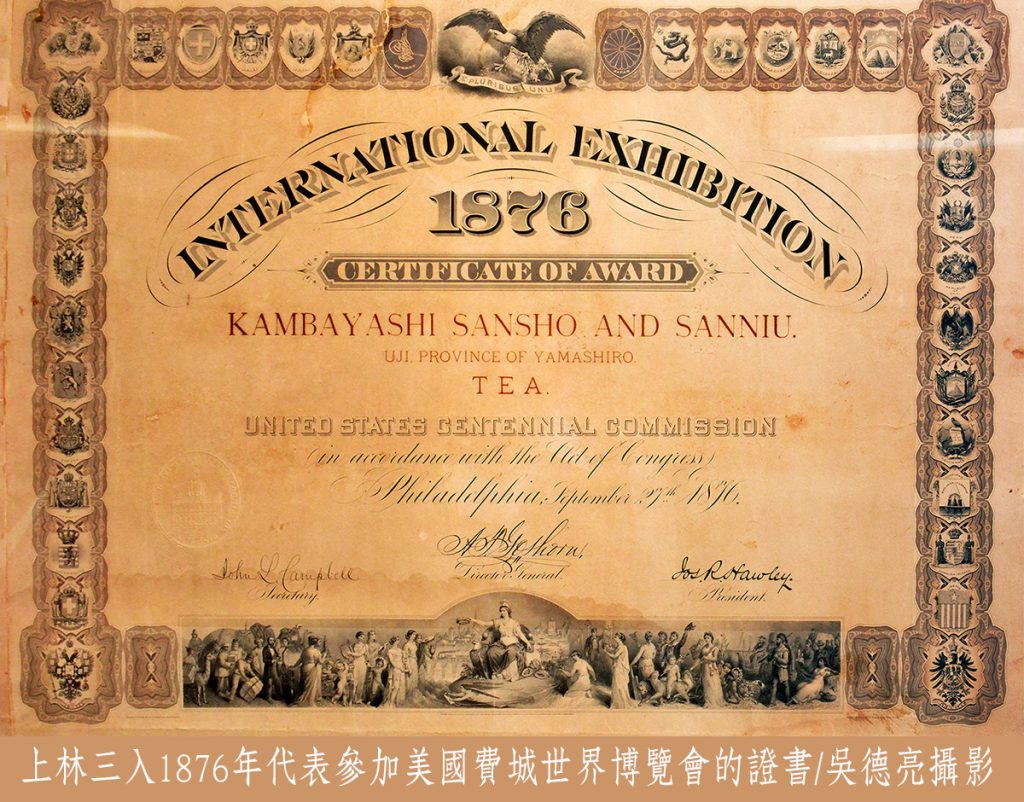 E PLURIBUS UNUM
INTERNATIONAL EXHIBITION
1876
CERTIFICATE OF AWARD
KAMBAYASHI SANSHO AND SANNIU.
UJI, PROVINCE OF YAMASHIRO.
TEA.
UNITED STATES CENTENNIAL COMMISSION
(in accordance with the Act of Congress)
Philadelphia, September 27th 1876.
A. T. Goshorn,
Director-General.
John L. Campbell
Secretary.
Jos R. Hawley.
President.
上林三入1876年代表參加美國費城世界博覽會的證書/吳德亮攝影